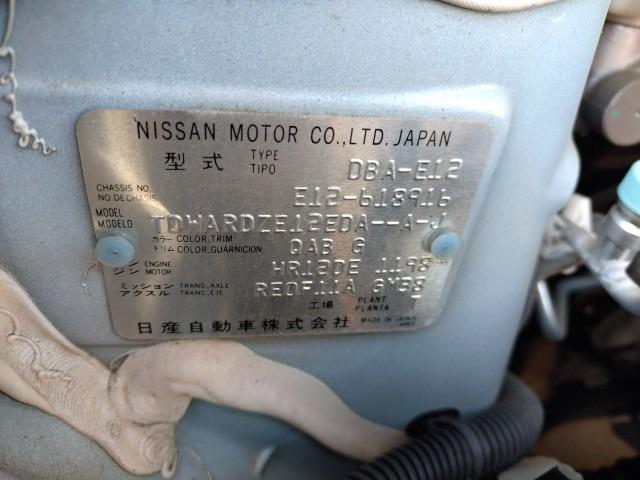 NISSAN MOTOR CO.,LTD. JAPAN
型式 TYPE TIPO DBA-E12
CHASSIS NO. NO.DE CHASIS E12-618916
MODEL MODELO TDWARDZE12EDA--A-J
カラー COLOR,TRIM
トリム COLOR,GUARNICION QAB G
ジン ENGINE MOTOR HR12DE 1198
ミッション TRANS.,AXLE
アクスル TRANS.,EJE REOF11A GM38
工場 PLANT PLANTA
日産自動車株式会社 MADE IN JAPAN